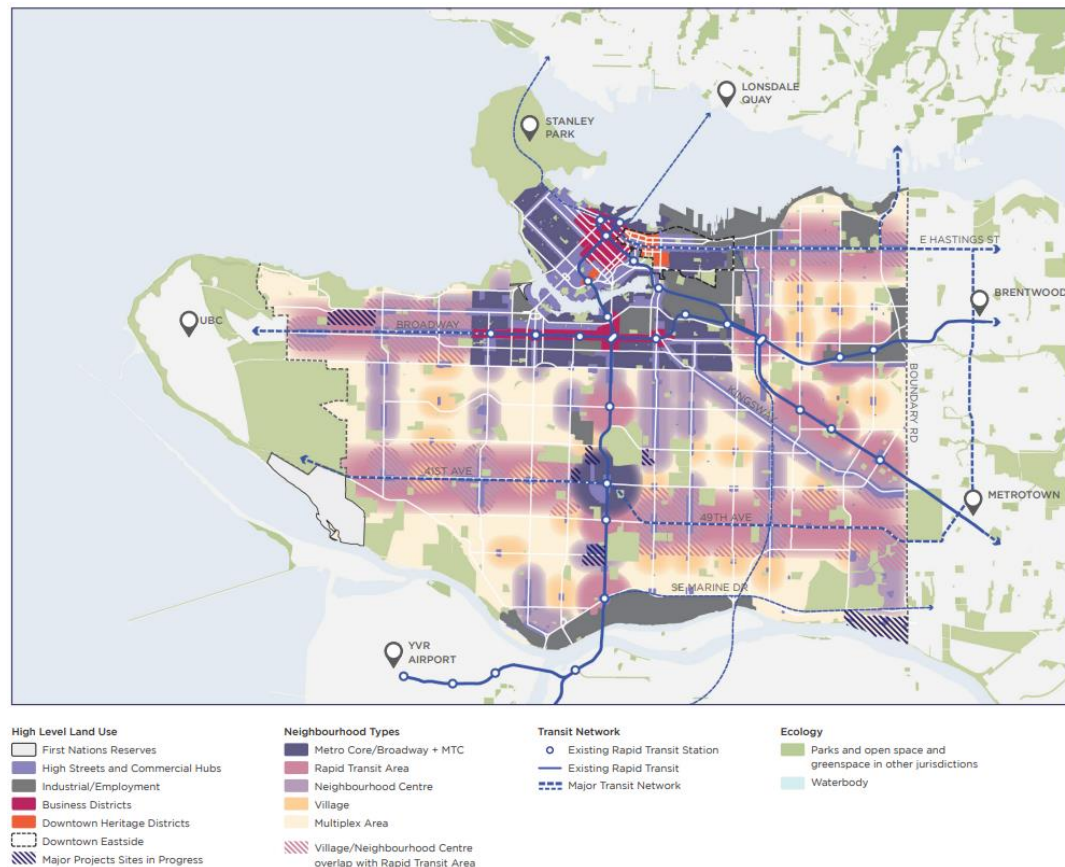 LONSDALE
QUAY
STANLEY
PARK
E HASTINGS ST
BRENTWOOD
UBC
BROADWAY
KINGSWAY
BOUNDARY RD
41ST AVE
METROTOWN
49TH AVE
SE MARINE DR
YVR
AIRPORT
High Level Land Use
First Nations Reserves
High Streets and Commercial Hubs
Industrial/Employment
Business Districts
Downtown Heritage Districts
Downtown Eastside
Major Projects Sites in Progress
Neighbourhood Types
Metro Core/Broadway + MTC
Rapid Transit Area
Neighbourhood Centre
Village
Multiplex Area
Village/Neighbourhood Centre
overlap with Rapid Transit Area
Transit Network
Existing Rapid Transit Station
Existing Rapid Transit
Major Transit Network
Ecology
Parks and open space and
greenspace in other jurisdictions
Waterbody